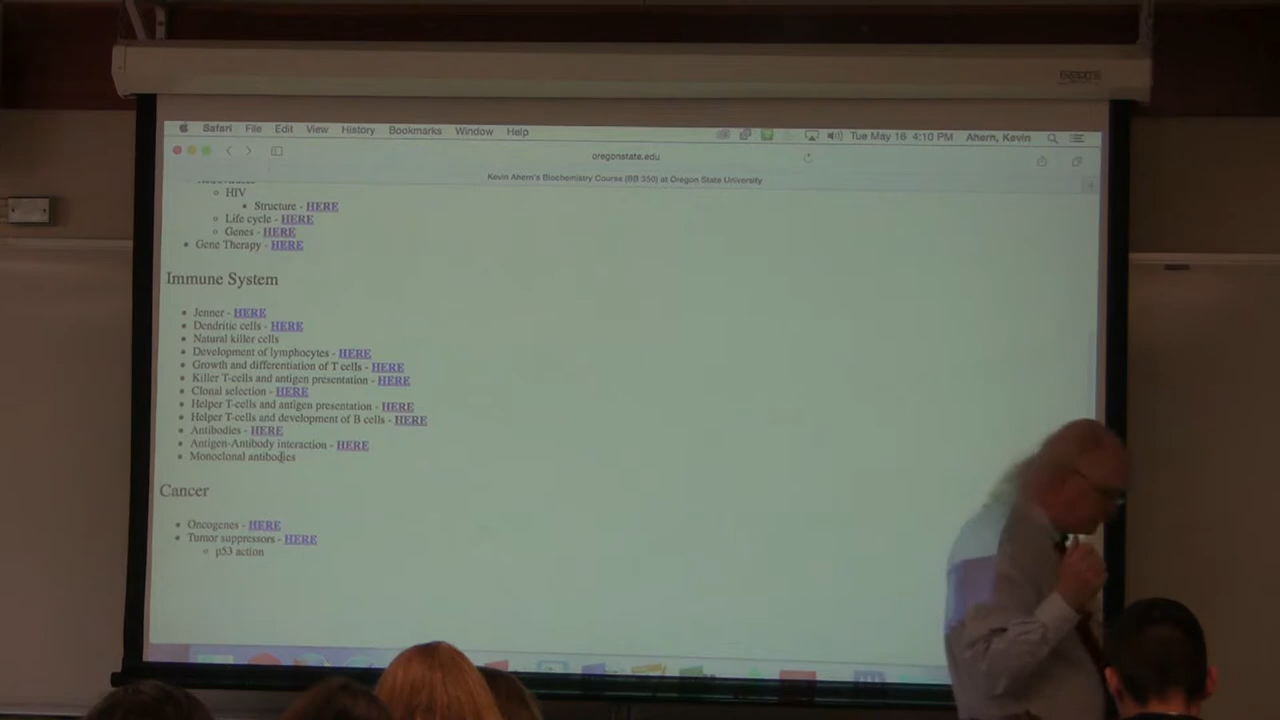 Safari File Edit View History Bookmarks Window Help Tue May 16 4:10 PM Ahern, Kevin
oregonstate.edu
Kevin Ahern's Biochemistry Course (BB 350) at Oregon State University
HIV
Structure - HERE
Life cycle - HERE
Genes - HERE
Gene Therapy - HERE
Immune System
Jenner - HERE
Dendritic cells - HERE
Natural killer cells
Development of lymphocytes - HERE
Growth and differentiation of T cells - HERE
Killer T-cells and antigen presentation - HERE
Clonal selection - HERE
Helper T-cells and antigen presentation - HERE
Helper T-cells and development of B cells - HERE
Antibodies - HERE
Antigen-Antibody interaction - HERE
Monoclonal antibodies
Cancer
Oncogenes - HERE
Tumor suppressors - HERE
p53 action